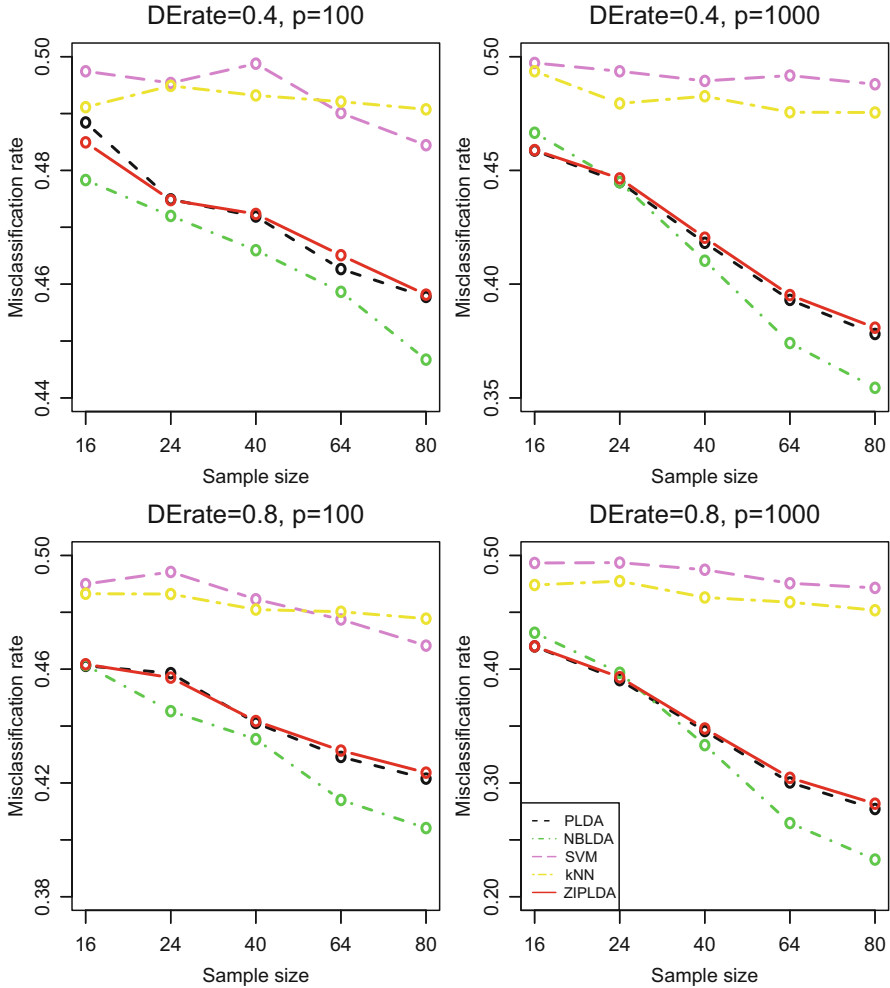 DErate=0.4, p=100
Misclassification rate
0.50
0.48
0.46
0.44
16 24 40 64 80
Sample size
DErate=0.4, p=1000
Misclassification rate
0.50
0.45
0.40
0.35
16 24 40 64 80
Sample size
DErate=0.8, p=100
Misclassification rate
0.50
0.46
0.42
0.38
16 24 40 64 80
Sample size
DErate=0.8, p=1000
Misclassification rate
0.50
0.40
0.30
0.20
PLDA
NBLDA
SVM
kNN
ZIPLDA
16 24 40 64 80
Sample size